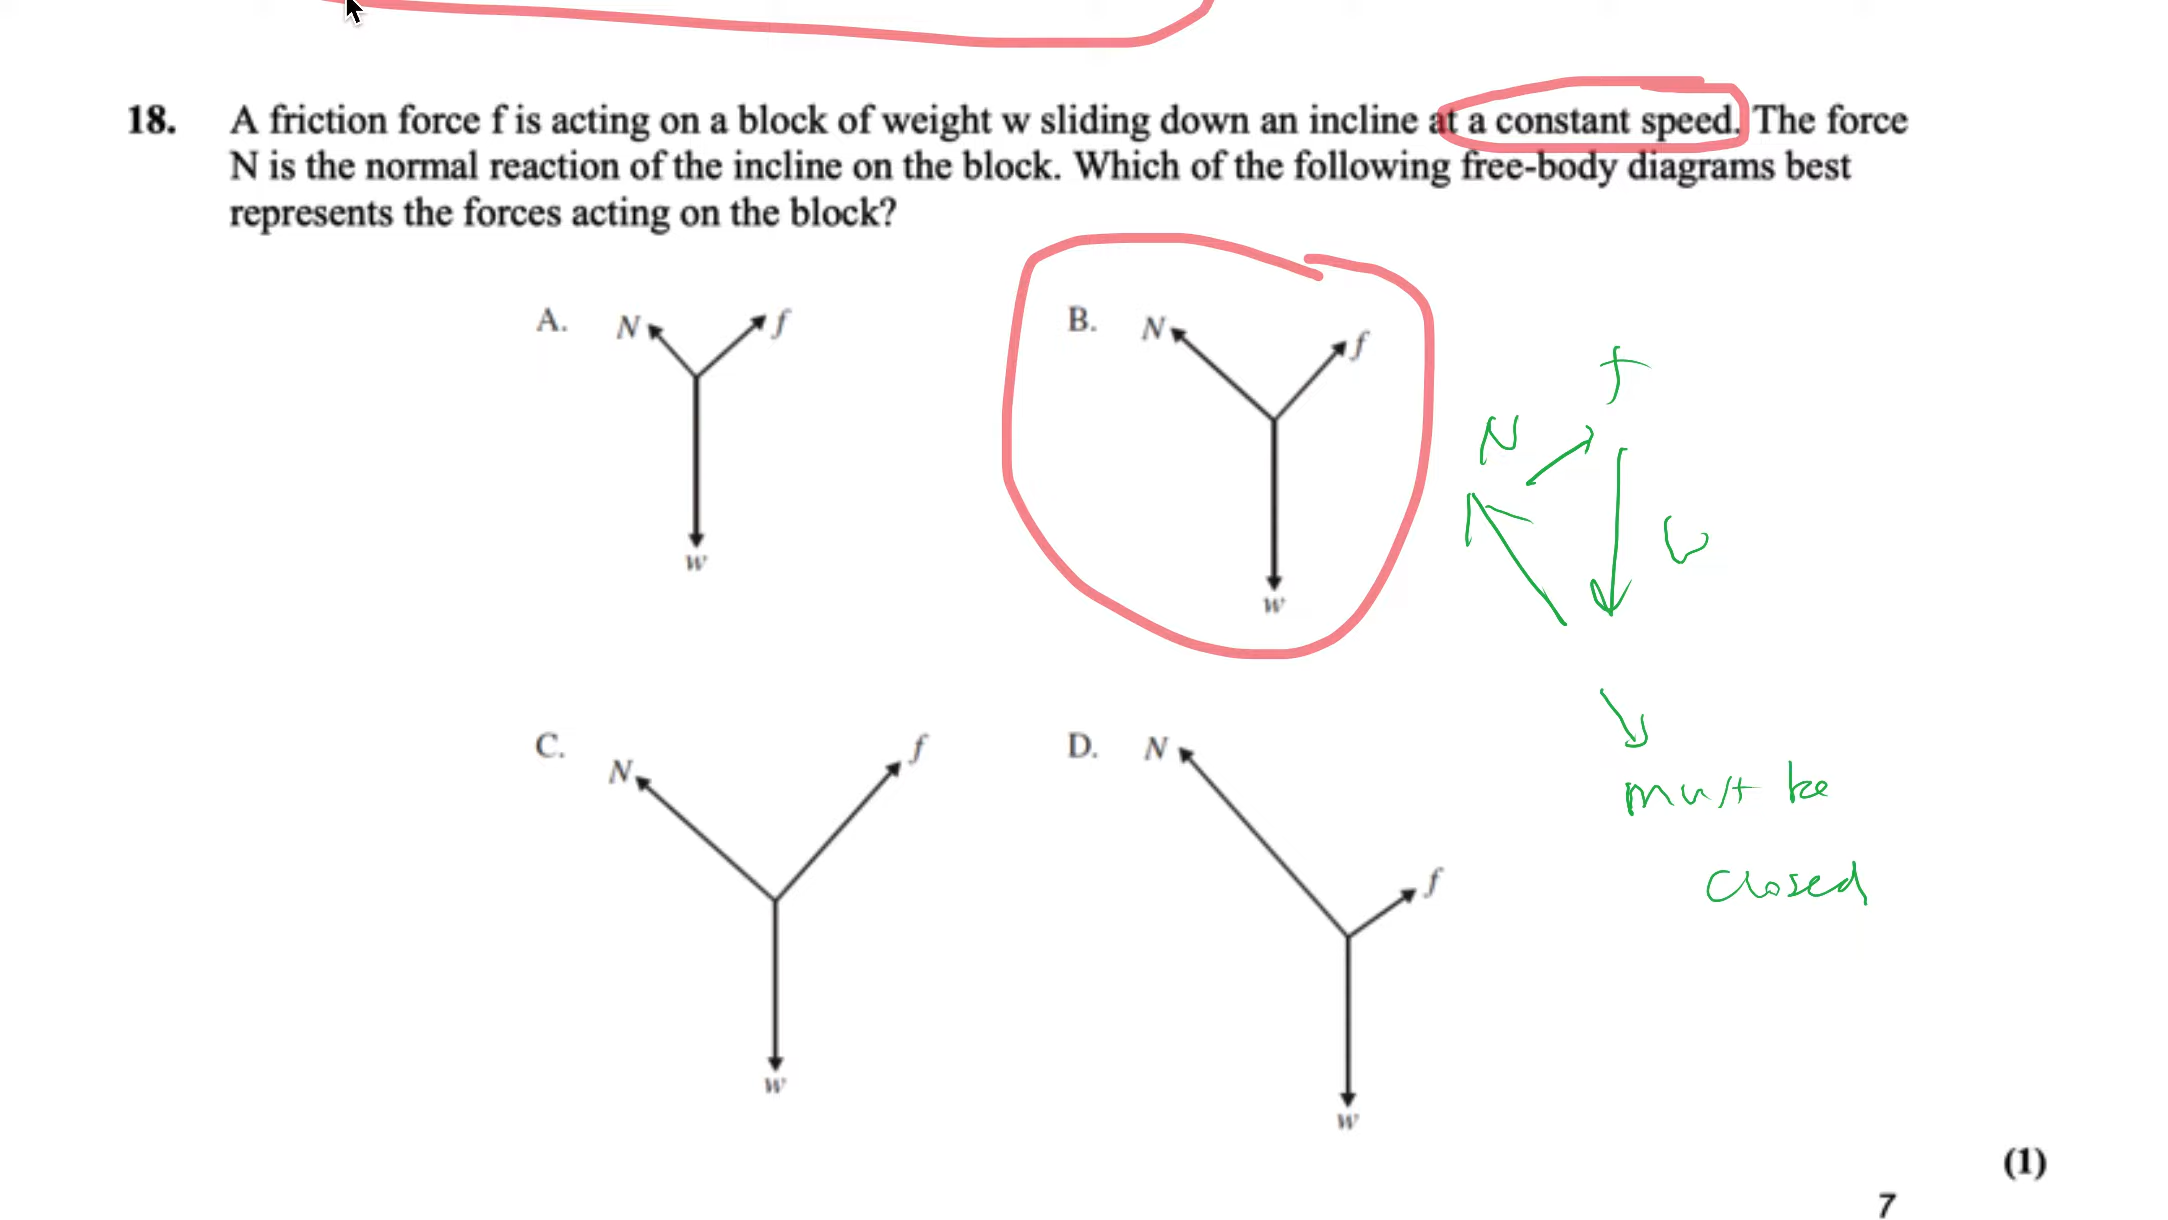 18. A friction force f is acting on a block of weight w sliding down an incline at a constant speed. The force
N is the normal reaction of the incline on the block. Which of the following free-body diagrams best
represents the forces acting on the block?
A. N f
w
B. N f
w
f
N
w
must be
closed
C. N f
w
D. N f
w
(1)
7